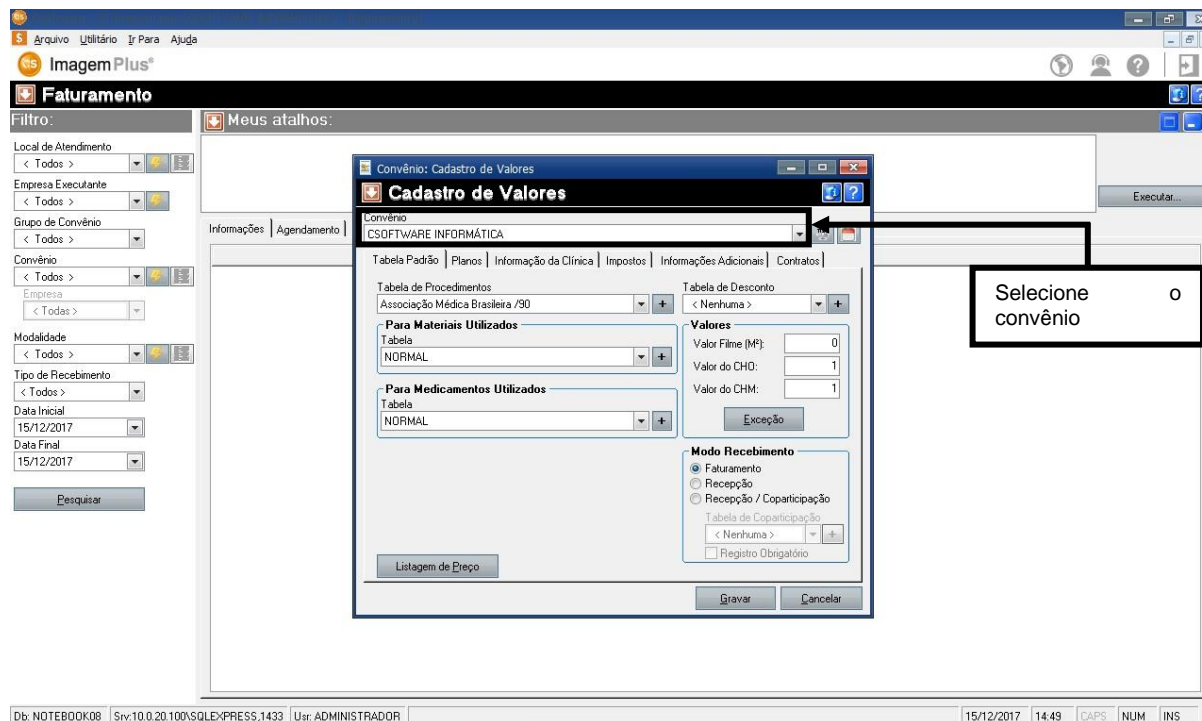 Arquivo Utilitário Ir Para Ajuda
ImagemPlus®
Faturamento
Filtro:
Meus atalhos:
Local de Atendimento
< Todos >
Empresa Executante
< Todos >
Grupo de Convênio
< Todos >
Convênio
< Todos >
Empresa
< Todas >
Modalidade
< Todos >
Tipo de Recebimento
< Todos >
Data Inicial
15/12/2017
Data Final
15/12/2017
Pesquisar
Executar...
Informações Agendamento
Convênio: Cadastro de Valores
Cadastro de Valores
Convênio
CSOFTWARE INFORMÁTICA
Tabela Padrão Planos Informação da Clínica Impostos Informações Adicionais Contratos
Tabela de Procedimentos
Associação Médica Brasileira /90
Tabela de Desconto
< Nenhuma >
Para Materiais Utilizados
Tabela
NORMAL
Para Medicamentos Utilizados
Tabela
NORMAL
Valores
Valor Filme (M²): 0
Valor do CHO: 1
Valor do CHM: 1
Exceção
Modo Recebimento
Faturamento
Recepção
Recepção / Coparticipação
Tabela de Coparticipação
< Nenhuma >
Registro Obrigatório
Listagem de Preço
Gravar Cancelar
Selecione o
convênio
Db: NOTEBOOK08 Srv:10.0.20.100\SQLEXPRESS,1433 Usr: ADMINISTRADOR 15/12/2017 14:49 CAPS NUM INS